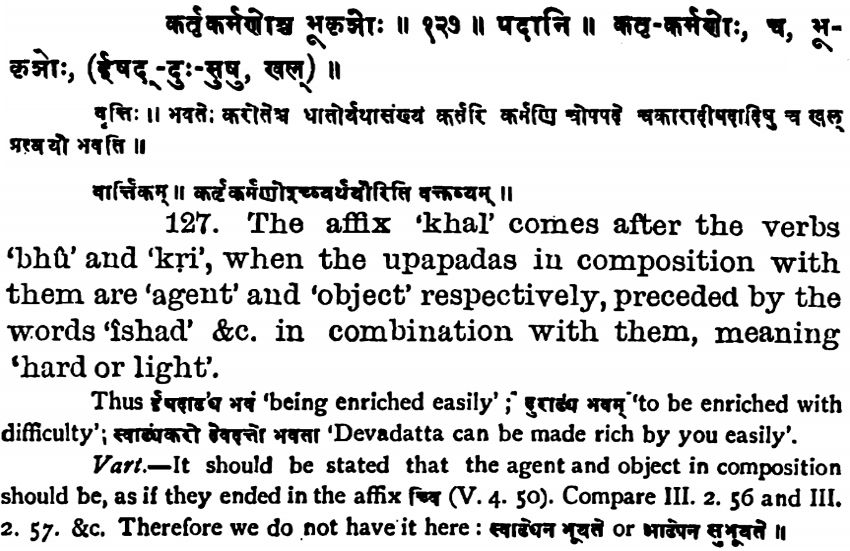 कर्तृकर्मणोश्च भूकृञोः ॥ १२७ ॥ पदानि ॥ कतृ-कर्मणोः, च, भू-
कृञोः, (ईषद्-दुः-सुषु, खल्) ॥
वृत्तिः ॥ भवतेः करोतेश्च धातोर्यथासंख्यं कर्तरि कर्मणि चोपपदे चकारादीषदादिषु च खल्
प्रत्ययो भवति ॥
वार्त्तिकम् ॥ कर्तृकर्मणोश्च्व्यर्थयोरिति वक्तव्यम् ॥
127. The affix 'khal' comes after the verbs
'bhû' and 'kṛi', when the upapadas in composition with
them are 'agent' and 'object' respectively, preceded by the
words 'îshad' &c. in combination with them, meaning
'hard or light'.
Thus ईषदाढ्यं भवं 'being enriched easily'; दुराढ्यं भवम् 'to be enriched with
difficulty'; स्वाढ्यंकरो देवदत्तो भवता 'Devadatta can be made rich by you easily'.
Vart.—It should be stated that the agent and object in composition
should be, as if they ended in the affix च्वि (V. 4. 50). Compare III. 2. 56 and III.
2. 57. &c. Therefore we do not have it here: स्वाढ्येन भूयते or आढ्येन सुभूयते ॥